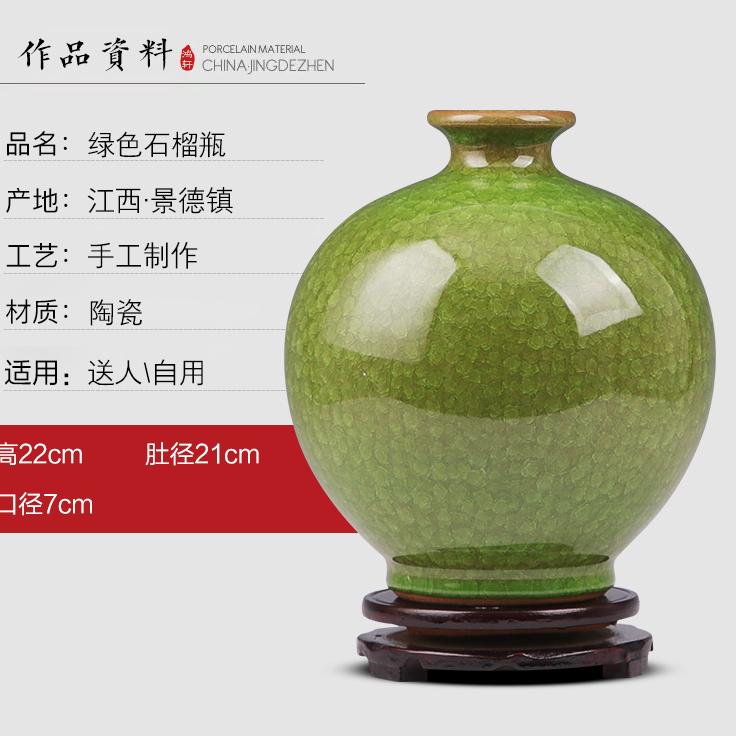 作品資料 鸿轩 PORCELAIN MATERIAL
CHINA·JINGDEZHEN
品名：绿色石榴瓶
产地：江西·景德镇
工艺：手工制作
材质：陶瓷
适用：送人\自用
高22cm 肚径21cm
口径7cm